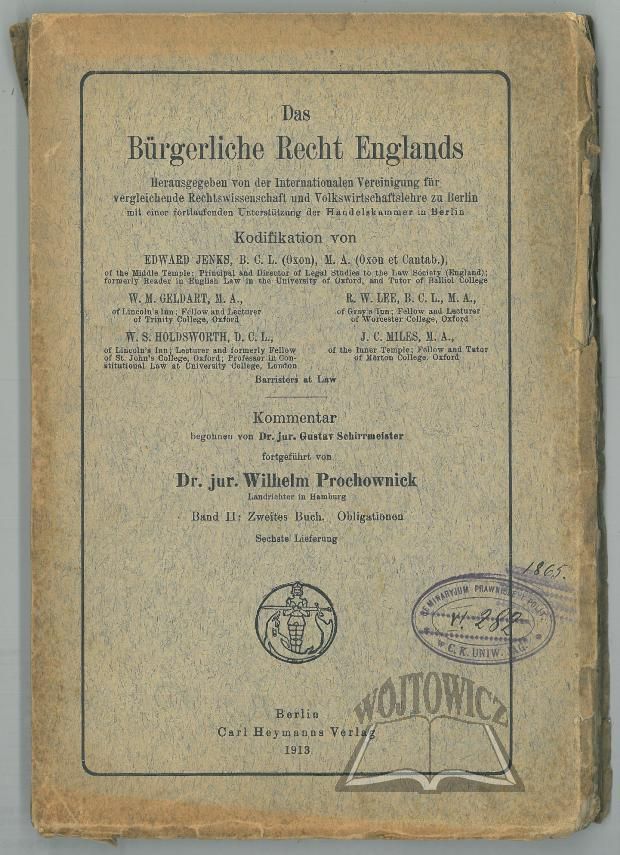 Das
Bürgerliche Recht Englands
Herausgegeben von der Internationalen Vereinigung für
vergleichende Rechtswissenschaft und Volkswirtschaftslehre zu Berlin
mit einer fortlaufenden Unterstützung der Handelskammer in Berlin
Kodifikation von
EDWARD JENKS, B. C. L. (Oxon), M. A. (Oxon et Cantab.),
of the Middle Temple; Principal and Director of Legal Studies to the Law Society (England);
formerly Reader in English Law in the University of Oxford, and Tutor of Balliol College
W. M. GELDART, M. A.,
of Lincoln's Inn; Fellow and Lecturer
of Trinity College, Oxford
R. W. LEE, B. C. L., M. A.,
of Gray's Inn; Fellow and Lecturer
of Worcester College, Oxford
W. S. HOLDSWORTH, D. C. L.,
of Lincoln's Inn; Lecturer and formerly Fellow
of St. John's College, Oxford; Professor in Con-
stitutional Law at University College, London
J. C. MILES, M. A.,
of the Inner Temple; Fellow and Tutor
of Merton College, Oxford
Barristers at Law
Kommentar
begonnen von Dr. jur. Gustav Schirrmeister
fortgeführt von
Dr. jur. Wilhelm Prochownick
Landrichter in Hamburg
Band II: Zweites Buch. Obligationen
Sechste Lieferung
1865.
SEMINARYJUM PRAWNICZE
282
w C. K. UNIW. JAG.
Berlin
Carl Heymanns Verlag
1913
WÓJTOWICZ